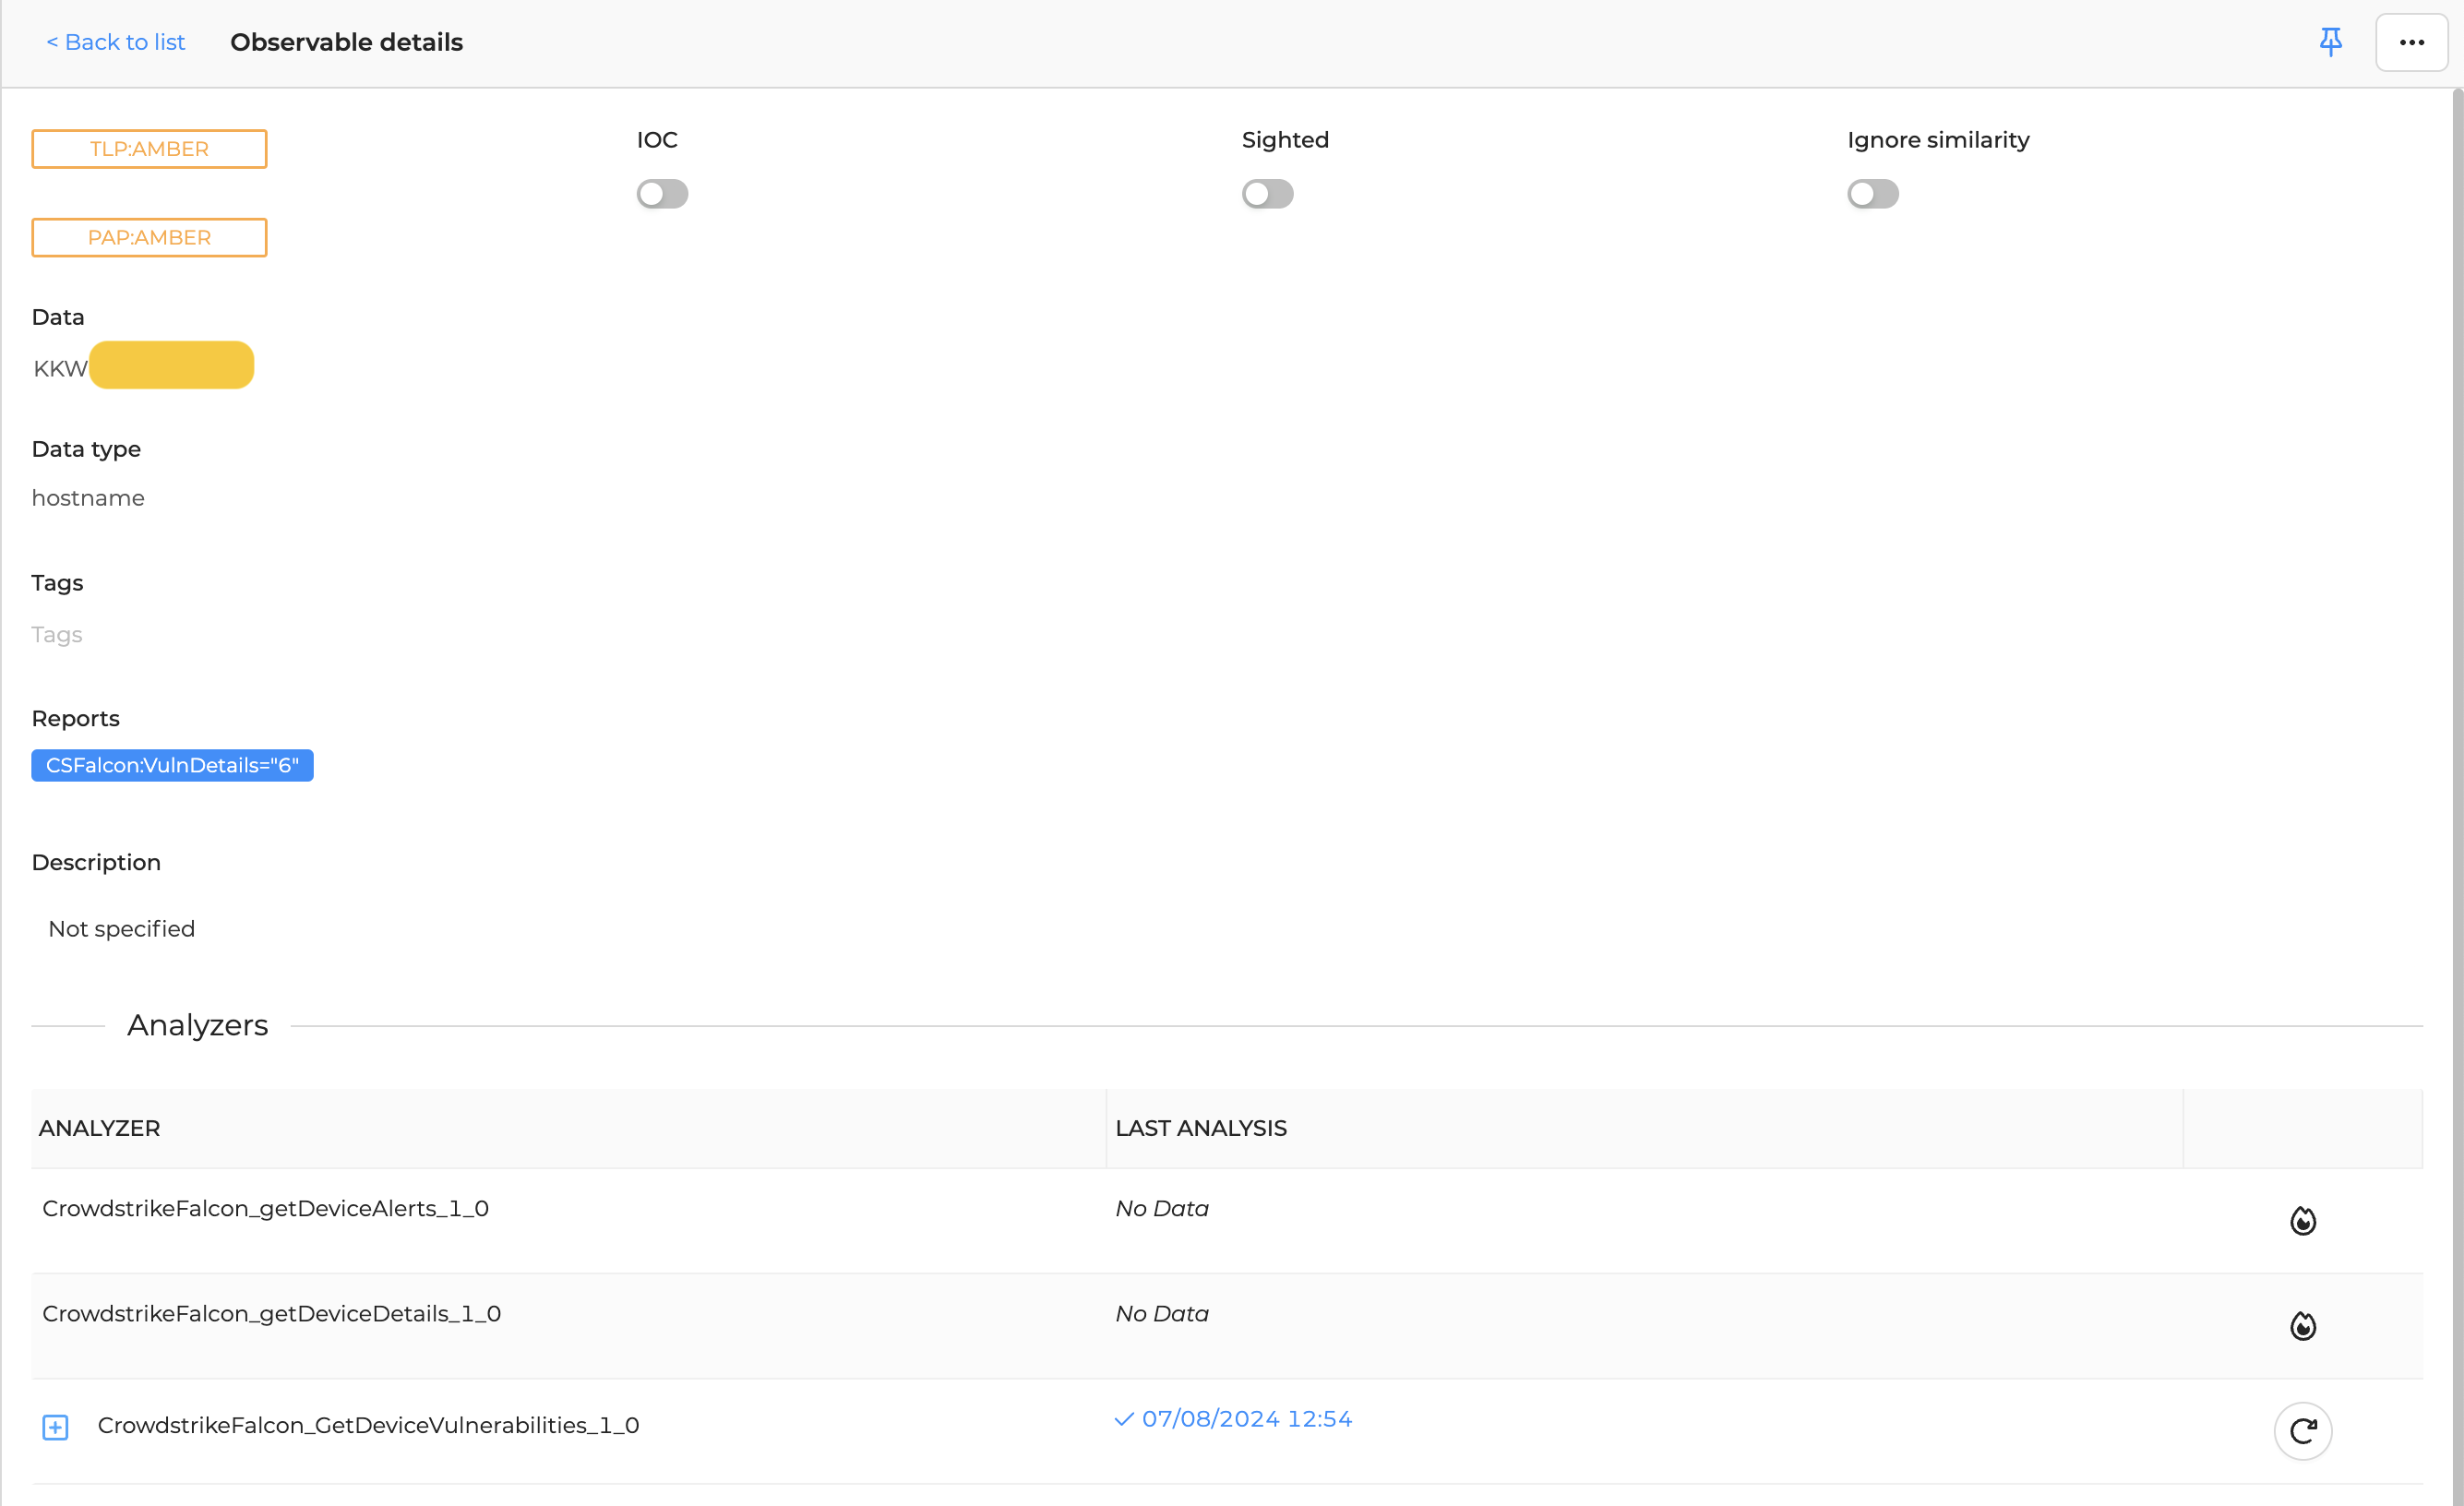 < Back to list Observable details
TLP:AMBER IOC Sighted Ignore similarity
PAP:AMBER
Data
KKW
Data type
hostname
Tags
Tags
Reports
CSFalcon:VulnDetails="6"
Description
Not specified
Analyzers
ANALYZER LAST ANALYSIS
CrowdstrikeFalcon_getDeviceAlerts_1_0 No Data
CrowdstrikeFalcon_getDeviceDetails_1_0 No Data
CrowdstrikeFalcon_GetDeviceVulnerabilities_1_0 07/08/2024 12:54